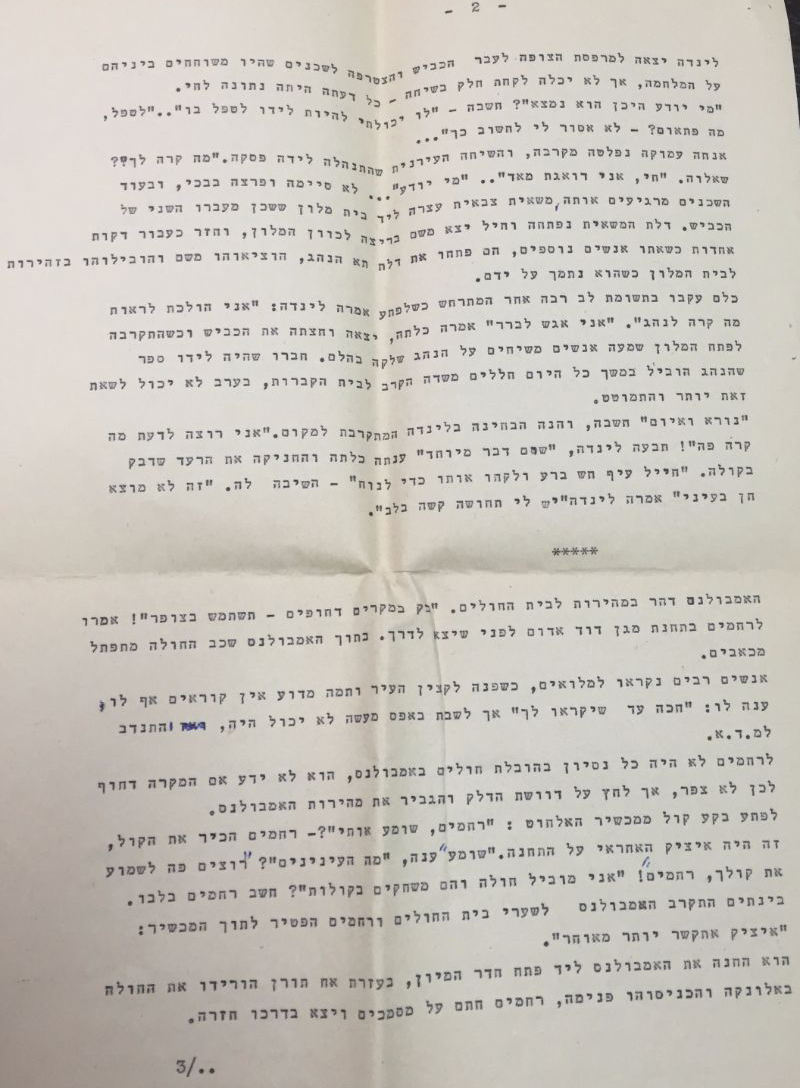 - 2 -
לינדה יצאה למרפסת הצופה לעבר הכביש והצטרפה לשכנים שהיו משוחחים ביניהם
על המלחמה, אך לא יכלה לקחת חלק בשיחה - כל דעתה היתה נתונה לחי.
"מי יודע היכן הוא נמצא"? חשבה - "לו יכולתי להיות לידו לטפל בו".."לטפל,
מה פתאום? - לא אסור לי לחשוב כך"...
אנחה עמוקה נפלטה מקרבה, והשיחה הערנית שהתנהלה לידה פסקה."מה קרה לך??
שאלוה. "חי, אני דואגת מאד".. "מי יודע"... לא סיימה ופרצה בבכי, ובעוד
השכנים מרגיעים אותה,משאית צבאית עצרה ליד בית מלון ששכן מעברו השני של
הכביש. דלת המשאית נפתחה וחיל יצא משם בריצה לכוון המלון, וחזר כעבור דקות
אחדות כשאתו אנשים נוספים, הם פתחו את דלת תא הנהג, הוציאוהו משם והובילוהו בזהירות
לבית המלון כשהוא נתמך על ידם.
כלם עקבו בתשומת לב רבה אחר המתרחש כשלפתע אמרה לינדה: "אני הולכת לראות
מה קרה לנהג". "אני אגש לברר" אמרה כלתה, יצאה וחצתה את הכביש וכשהתקרבה
לפתח המלון שמעה אנשים משיחים על הנהג שלקה בהלם. חברו שהיה לידו ספר
שהנהג הוביל במשך כל היום חללים משדה הקרב לבית הקברות, בערב לא יכול לשאת
זאת יותר והתמוטט.
"נורא ואיום" חשבה, והנה הבחינה בלינדה המתקרבת למקום."אני רוצה לדעת מה
קרה פה"! תבעה לינדה, "שום דבר מיוחד" ענתה כלתה והחניקה את הרעד שדבק
בקולה. "חייל עיף חש ברע ולקחו אותו כדי לנוח" - השיבה לה. "זה לא מוצא
חן בעיני" אמרה לינדה"יש לי תחושה קשה בלב".
*****
האמבולנס דהר במהירות לבית החולים. "רק במקרים דחופים - תשתמש בצופר"! אמרו
לרחמים בתחנת מגן דוד אדום לפני שיצא לדרך. בתוך האמבולנס שכב החולה מתפתל
מכאבים.
אנשים רבים נקראו למלואים, כשפנה לקצין העיר ותמה מדוע אין קוראים אף לו,
ענה לו: "חכה עד שיקראו לך" אך לשבת באפס מעשה לא יכול היה, והתנדב
למ.ד.א.
לרחמים לא היה כל נסיון בהובלת חולים באמבולנס, הוא לא ידע אם המקרה דחוף
לכן לא צפר, אך לחץ על דוושת הדלק והגביר את מהירות האמבולנס.
לפתע בקע קול ממכשיר האלחוט : "רחמים, שומע אותי"?- רחמים הכיר את הקול,
זה היה איציק האחראי על התחנה."שומע"ענה, "מה העינינים"? "רוצים פה לשמוע
את קולך, רחמים"! "אני מוביל חולה והם משחקים בקולות"? חשב רחמים בלבו.
בינתים התקרב האמבולנס לשערי בית החולים ורחמים הפטיר לתוך המכשיר:
"איציק אתקשר יותר מאוחר".
הוא החנה את האמבולנס ליד פתח חדר המיון, בעזרת אח תורן הורידו את החולה
באלונקה והכניסוהו פנימה, רחמים חתם על מסמכים ויצא בדרכו חזרה.
3/..